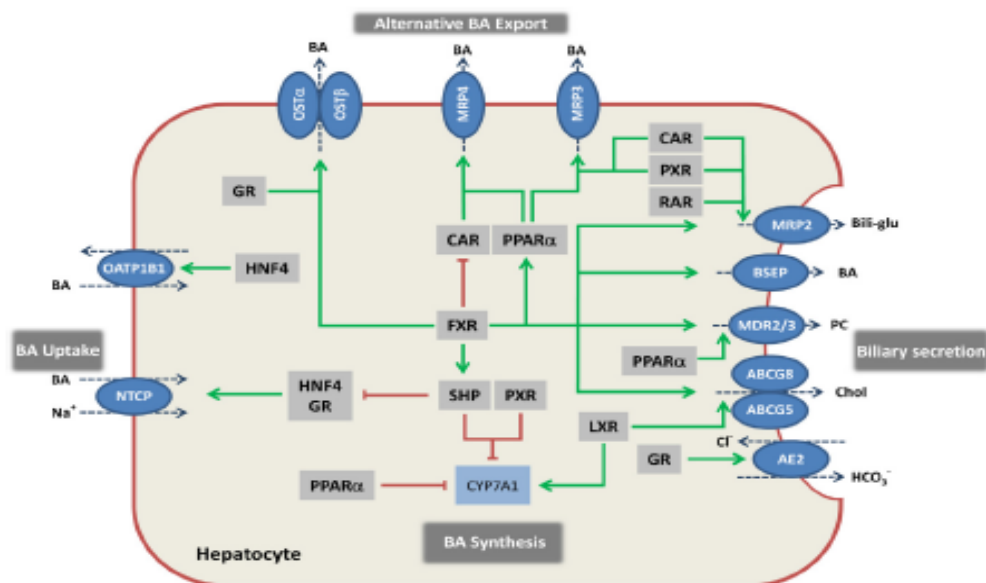 Alternative BA Export
BA
BA
BA
OSTα
OSTβ
MRP4
MRP3
CAR
PXR
RAR
GR
MRP2
Bili-glu
CAR
PPARα
OATP1B1
HNF4
BA
BSEP
BA
FXR
MDR2/3
PC
BA Uptake
PPARα
Biliary secretion
BA
NTCP
Na⁺
HNF4
GR
SHP
PXR
ABCG8
Chol
ABCG5
LXR
Cl⁻
GR
AE2
HCO₃⁻
PPARα
CYP7A1
BA Synthesis
Hepatocyte